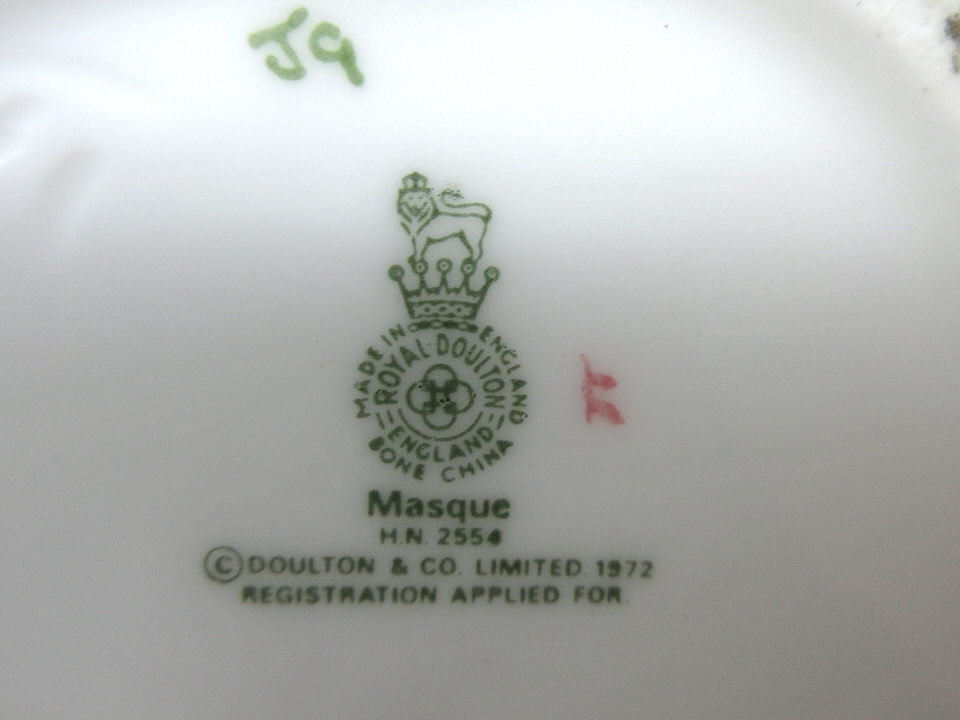 J9
MADE IN ENGLAND
ROYAL DOULTON
ENGLAND
BONE CHINA
Masque
H.N. 2554
© DOULTON & CO. LIMITED. 1972
REGISTRATION APPLIED FOR.